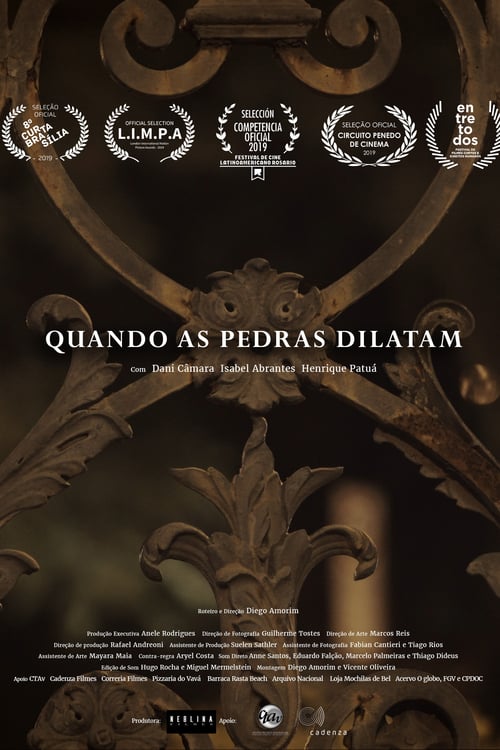 SELEÇÃO
OFICIAL
8º
CURTA
BRASÍLIA
- 2019 -
OFFICIAL SELECTION
L.I.M.P.A
SELECCIÓN
COMPETENCIA
OFICIAL
2019
FESTIVAL DE CINE
LATINOAMERICANO ROSARIO
SELEÇÃO OFICIAL
CIRCUITO PENEDO
DE CINEMA
2019
en
tre
to
dos
QUANDO AS PEDRAS DILATAM
Com Dani Câmara Isabel Abrantes Henrique Patuá
Roteiro e Direção Diego Amorim
Produção Executiva Anele Rodrigues Direção de Fotografia Guilherme Tostes Direção de Arte Marcos Reis
Direção de produção Rafael Andreoni Assistente de Produção Suelen Sathler Assistente de Fotografia Fabian Cantieri e Tiago Rios
Assistente de Arte Mayara Maia Contra-regra Aryel Costa Som Direto Anne Santos, Eduardo Falção, Marcelo Palmeiras e Thiago Dideus
Edição de Som Hugo Rocha e Miguel Mermelstein Montagem Diego Amorim e Vicente Oliveira
Apoio CTAv Cadenza Filmes Correria Filmes Pizzaria do Vavá Barraca Rasta Beach Arquivo Nacional Loja Mochilas de Bel Acervo O globo, FGV e CPDOC
Produtora: NEBLINA FILMES Apoio: ctav cadenza